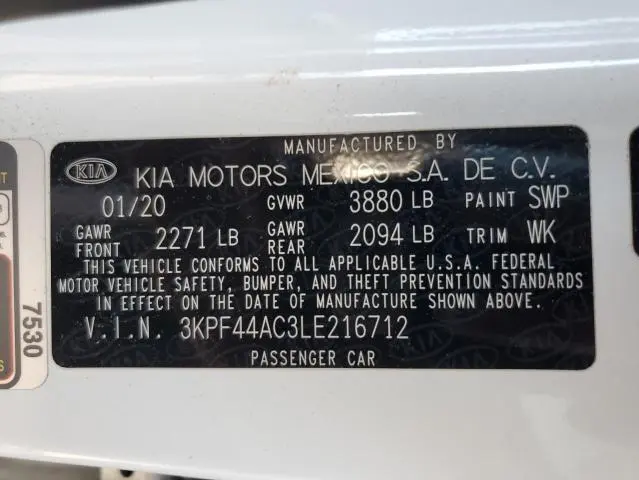 MANUFACTURED BY
KIA KIA MOTORS MEXICO S.A. DE C.V.
01/20 GVWR 3880 LB PAINT SWP
GAWR FRONT 2271 LB GAWR REAR 2094 LB TRIM WK
THIS VEHICLE CONFORMS TO ALL APPLICABLE U.S.A. FEDERAL
MOTOR VEHICLE SAFETY, BUMPER, AND THEFT PREVENTION STANDARDS
IN EFFECT ON THE DATE OF MANUFACTURE SHOWN ABOVE.
V.I.N. 3KPF44AC3LE216712
PASSENGER CAR
7530